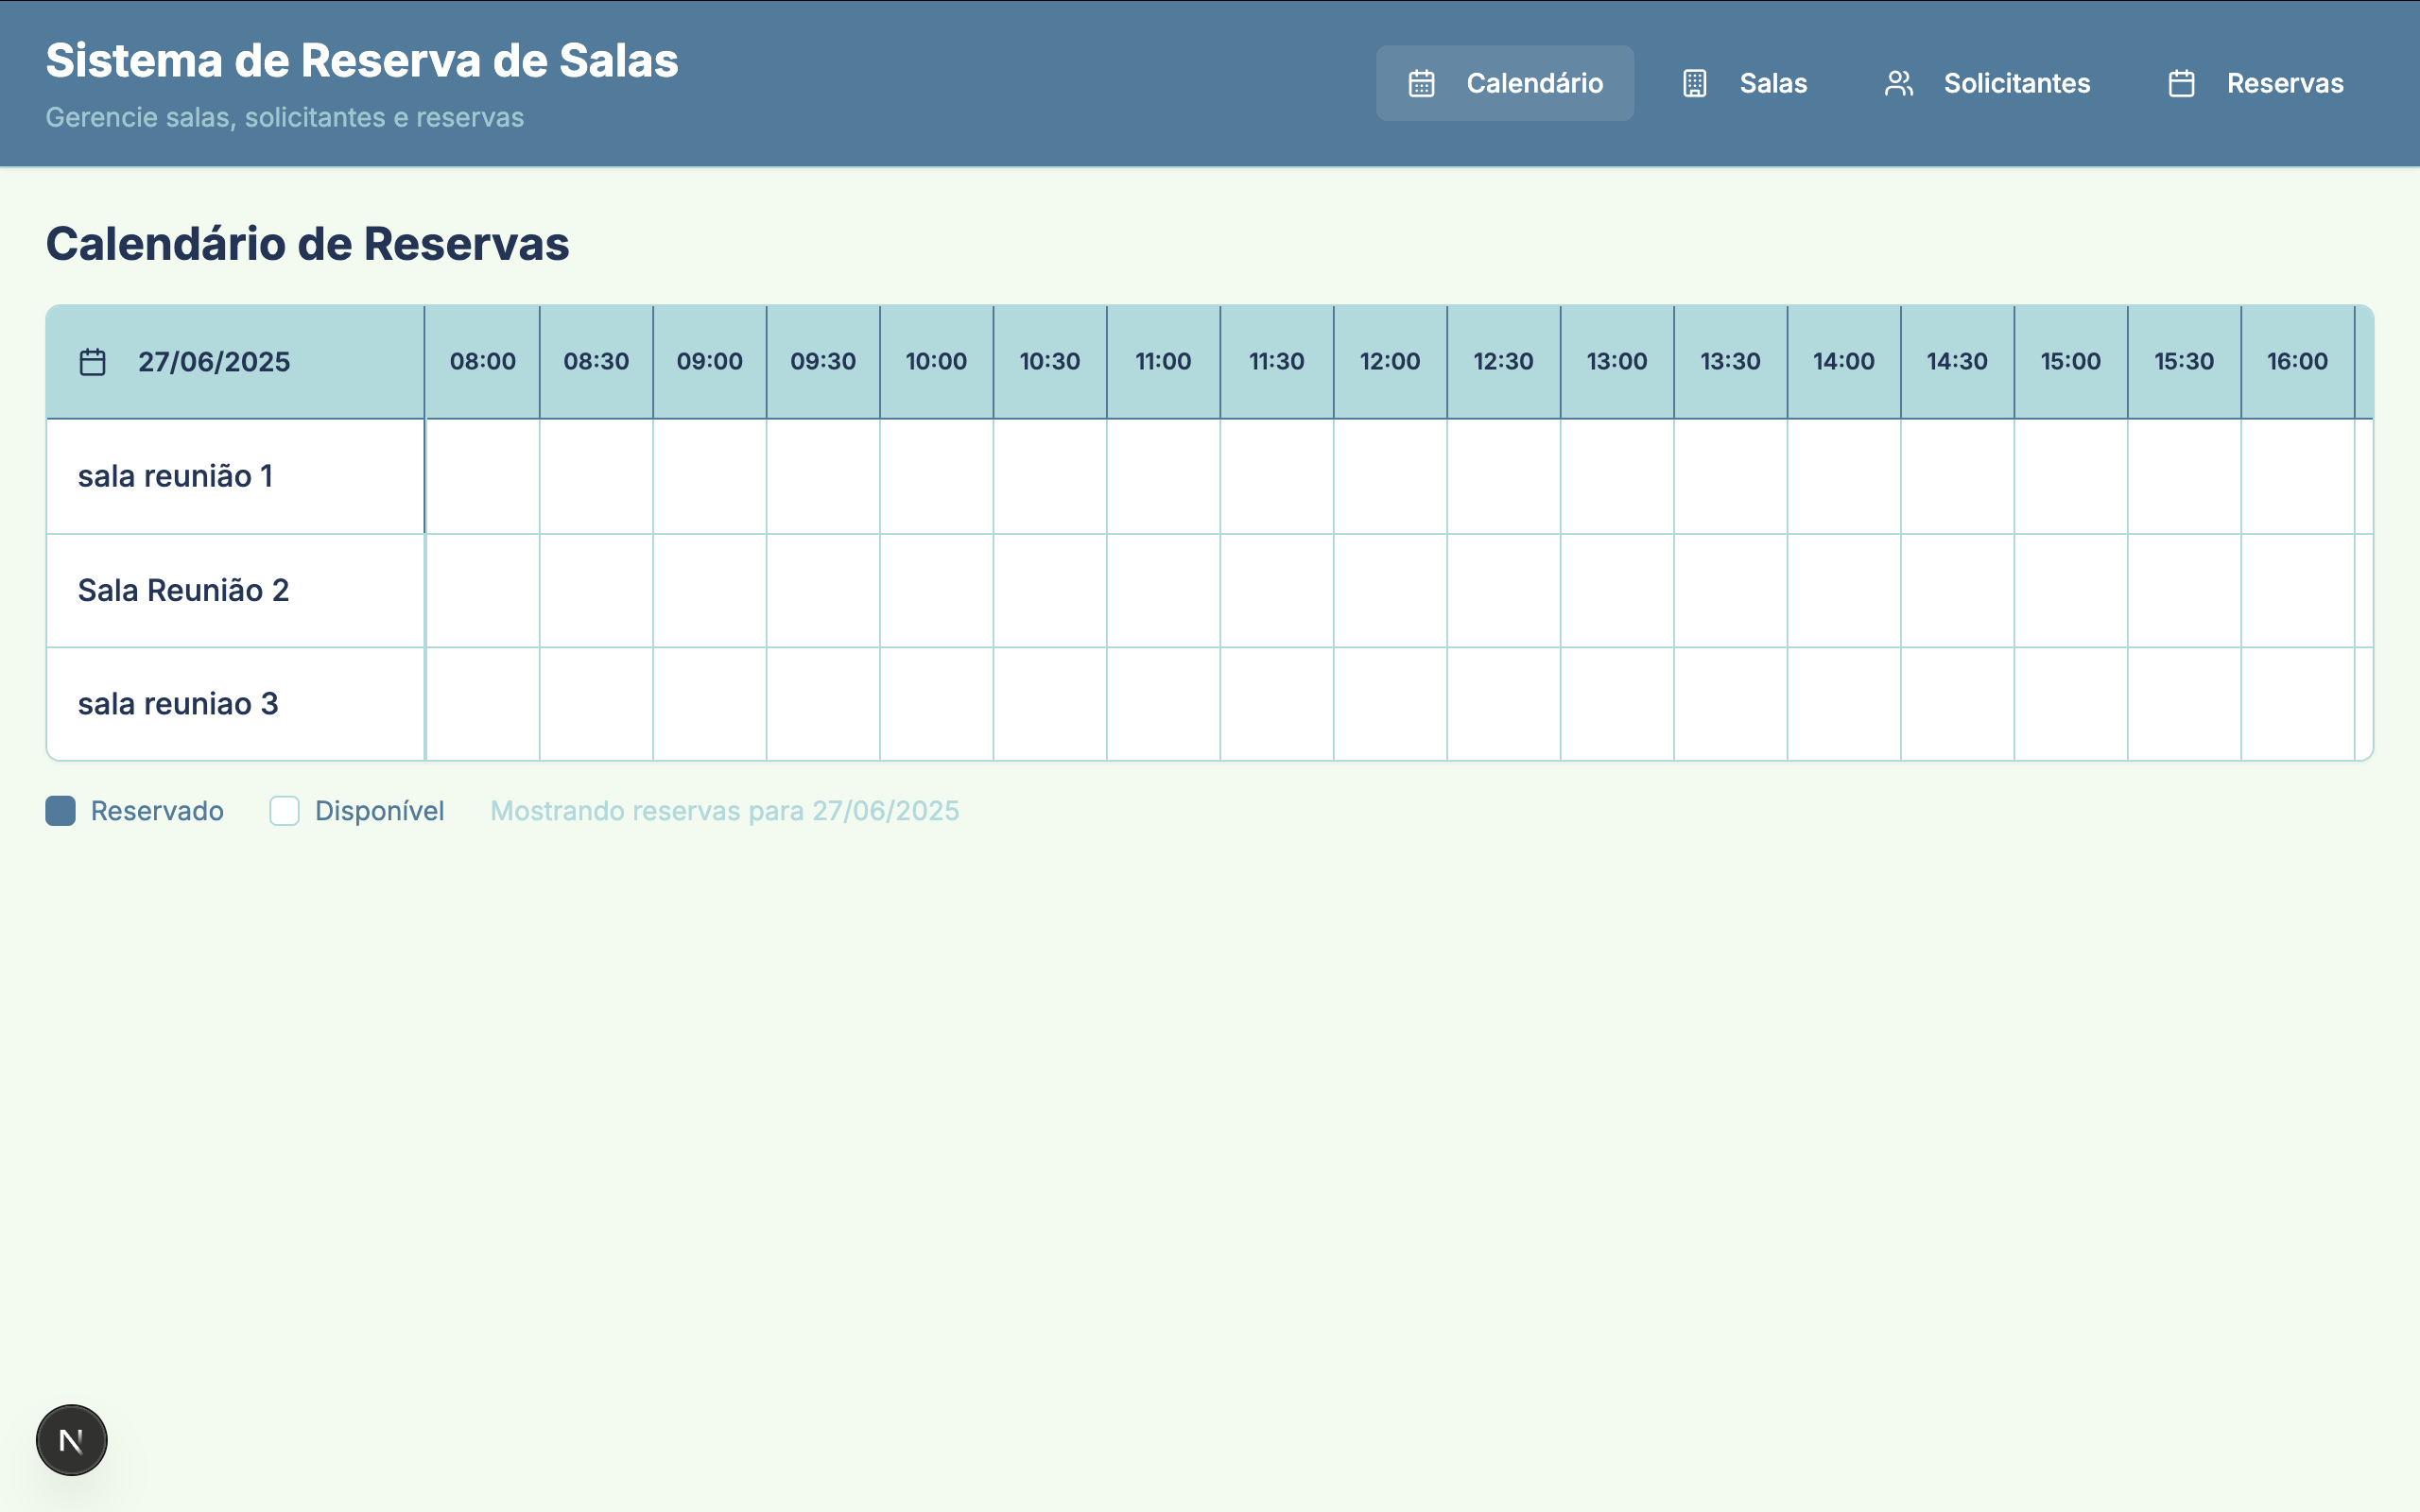 Sistema de Reserva de Salas
Gerencie salas, solicitantes e reservas
Calendário Salas Solicitantes Reservas
Calendário de Reservas
27/06/2025 08:00 08:30 09:00 09:30 10:00 10:30 11:00 11:30 12:00 12:30 13:00 13:30 14:00 14:30 15:00 15:30 16:00
sala reunião 1
Sala Reunião 2
sala reuniao 3
Reservado Disponível Mostrando reservas para 27/06/2025
N